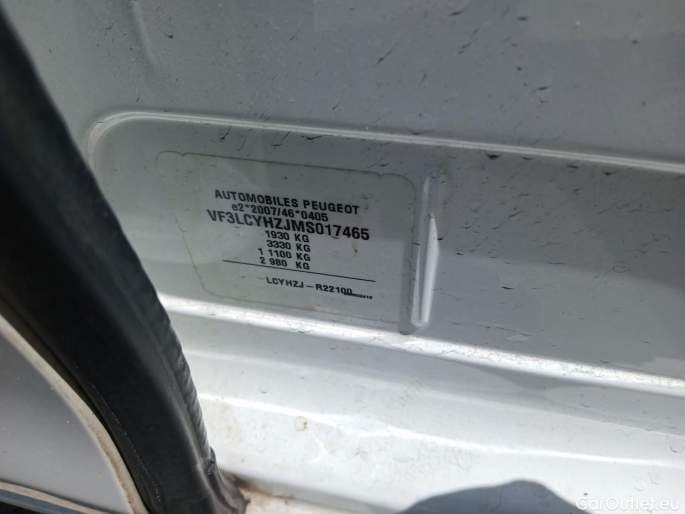 AUTOMOBILES PEUGEOT
e2*2007/46*0405
VF3LCYHZJMS017465
1930 KG
3330 KG
1 1100 KG
2 980 KG
LCYHZJ – R22100
CarOutlet.eu